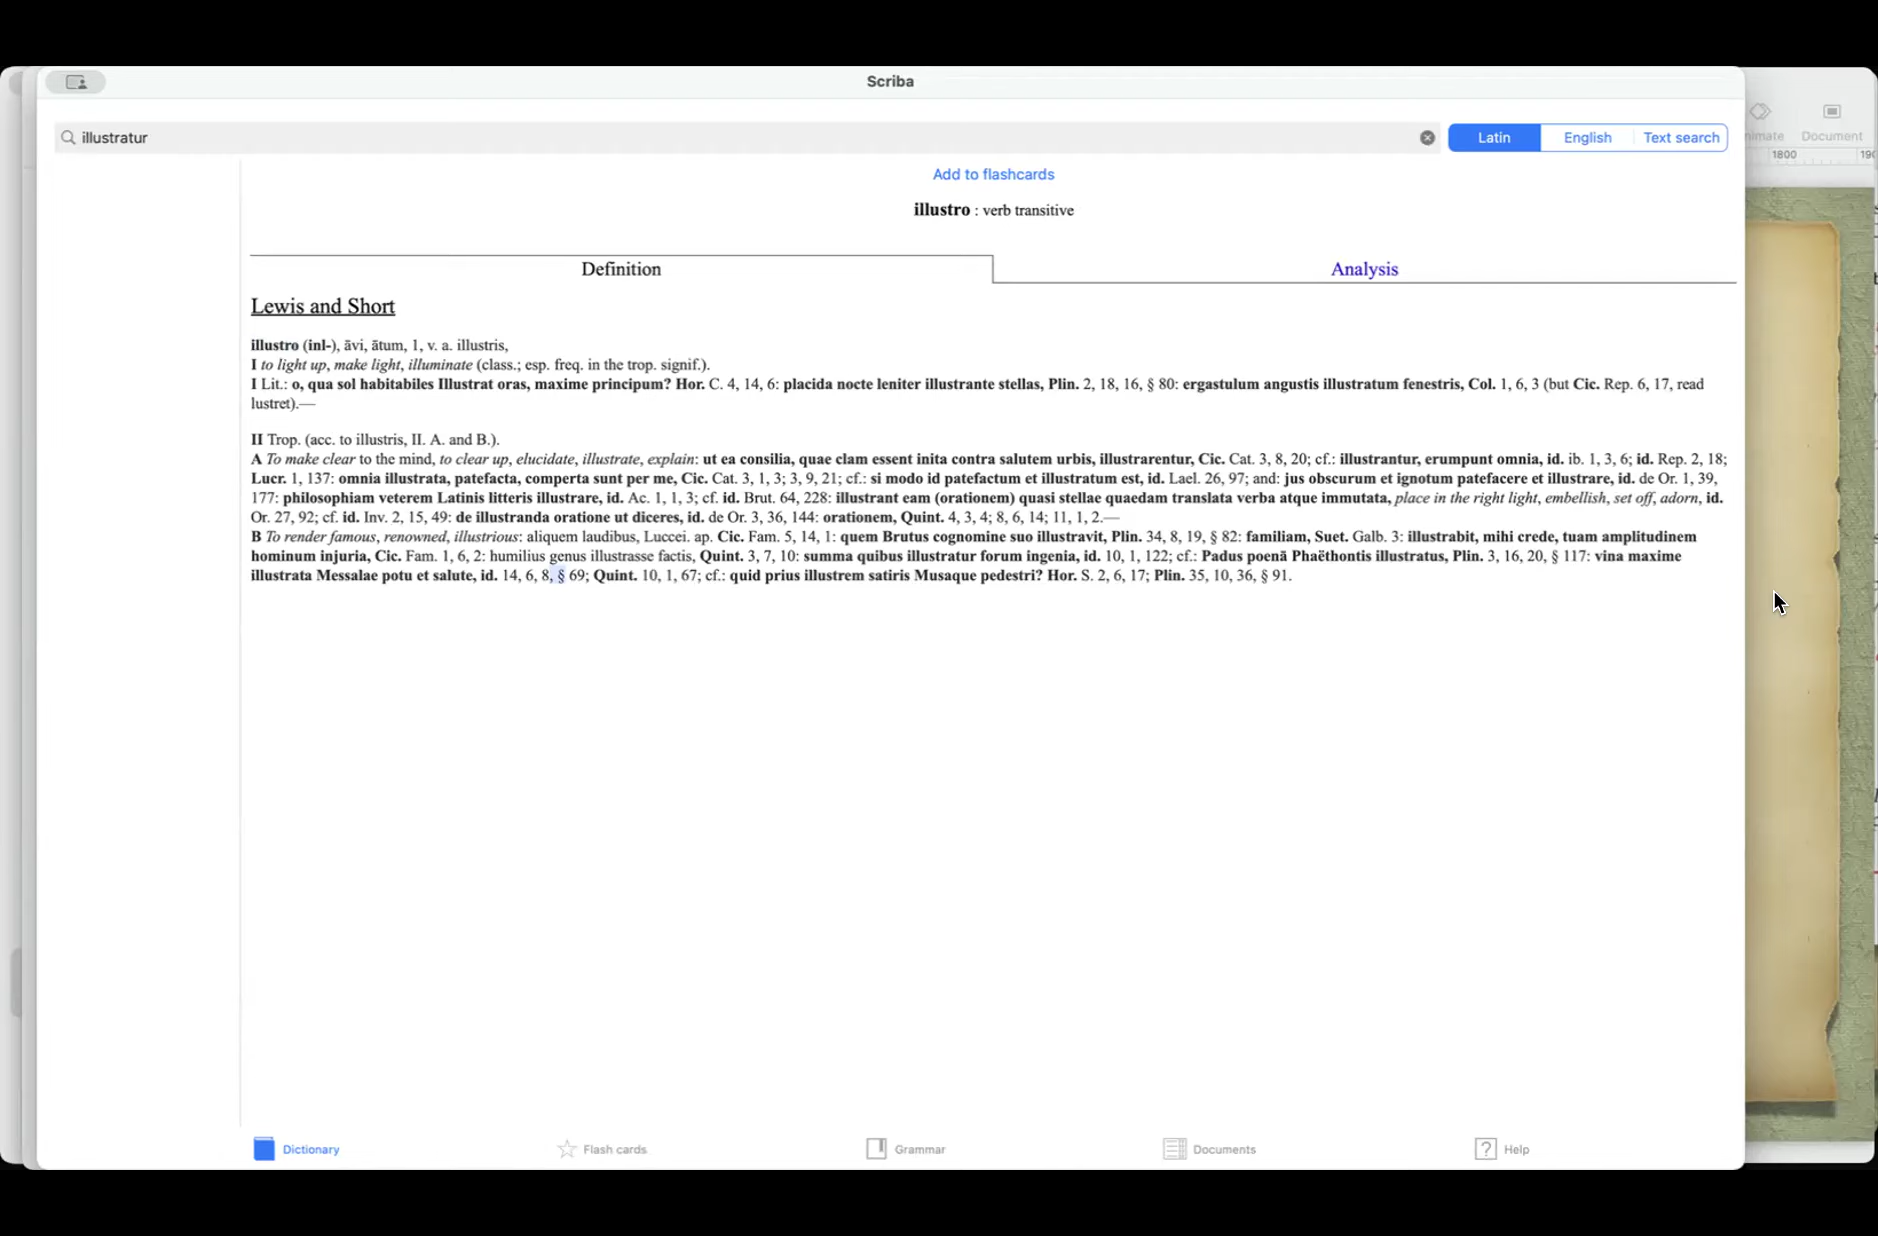 Scriba
illustratur
Latin
English
Text search
Add to flashcards
illustro : verb transitive
Definition
Analysis
Lewis and Short
illustro (inl-), āvi, ātum, 1, v. a. illustris,
I to light up, make light, illuminate (class.; esp. freq. in the trop. signif.).
I Lit.: o, qua sol habitabiles Illustrat oras, maxime principum? Hor. C. 4, 14, 6: placida nocte leniter illustrante stellas, Plin. 2, 18, 16, § 80: ergastulum angustis illustratum fenestris, Col. 1, 6, 3 (but Cic. Rep. 6, 17, read
lustret).—
II Trop. (acc. to illustris, II. A. and B.).
A To make clear to the mind, to clear up, elucidate, illustrate, explain: ut ea consilia, quae clam essent inita contra salutem urbis, illustrarentur, Cic. Cat. 3, 8, 20; cf.: illustrantur, erumpunt omnia, id. ib. 1, 3, 6; id. Rep. 2, 18;
Lucr. 1, 137: omnia illustrata, patefacta, comperta sunt per me, Cic. Cat. 3, 1, 3; 3, 9, 21; cf.: si modo id patefactum et illustratum est, id. Lael. 26, 97; and: jus obscurum et ignotum patefacere et illustrare, id. de Or. 1, 39,
177: philosophiam veterem Latinis litteris illustrare, id. Ac. 1, 1, 3; cf. id. Brut. 64, 228: illustrant eam (orationem) quasi stellae quaedam translata verba atque immutata, place in the right light, embellish, set off, adorn, id.
Or. 27, 92; cf. id. Inv. 2, 15, 49: de illustranda oratione ut diceres, id. de Or. 3, 36, 144: orationem, Quint. 4, 3, 4; 8, 6, 14; 11, 1, 2.—
B To render famous, renowned, illustrious: aliquem laudibus, Luccei. ap. Cic. Fam. 5, 14, 1: quem Brutus cognomine suo illustravit, Plin. 34, 8, 19, § 82: familiam, Suet. Galb. 3: illustrabit, mihi crede, tuam amplitudinem
hominum injuria, Cic. Fam. 1, 6, 2: humilius genus illustrasse factis, Quint. 3, 7, 10: summa quibus illustratur forum ingenia, id. 10, 1, 122; cf.: Padus poenā Phaëthontis illustratus, Plin. 3, 16, 20, § 117: vina maxime
illustrata Messalae potu et salute, id. 14, 6, 8, § 69; Quint. 10, 1, 67; cf.: quid prius illustrem satiris Musaque pedestri? Hor. S. 2, 6, 17; Plin. 35, 10, 36, § 91.
Dictionary
Flash cards
Grammar
Documents
Help
Document
1800